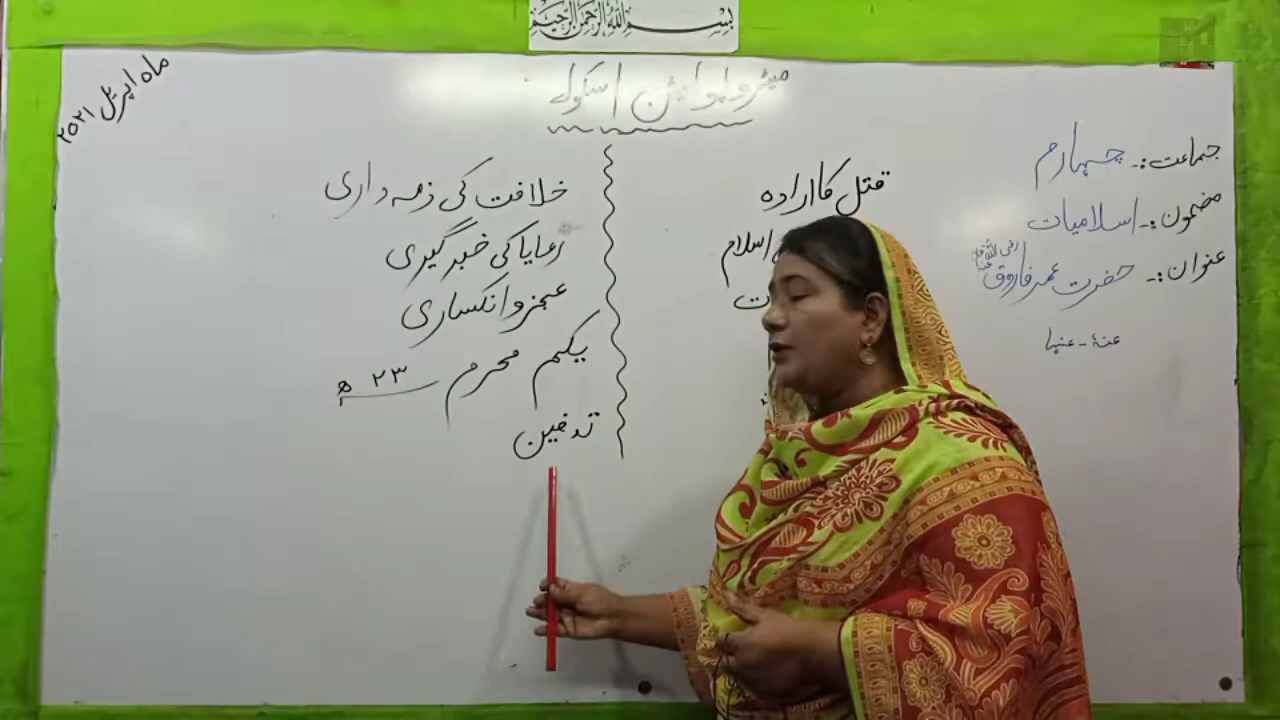 بسم الله الرحمن الرحيم
ماہ اپریل ۲۰۲۱
میٹروپولیٹن اسکول
جماعت:۔ چہارم
مضمون:۔ اسلامیات
عنوان:۔ حضرت عمر فاروق رضی اللہ تعالیٰ عنہ
عنہٗ - عنہا
قتل کا ارادہ
اسلام
ت
خلافت کی ذمہ داری
رعایا کی خبر گیری
عجز و انکساری
یکم محرم ۲۳ ھ
تدفین